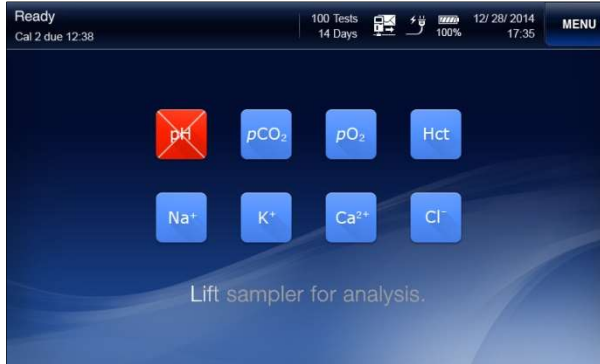 Ready
Cal 2 due 12:38
100 Tests
14 Days
100%
12/ 28/ 2014
17:35
MENU
pH pCO₂ pO₂ Hct
Na⁺ K⁺ Ca²⁺ Cl⁻
Lift sampler for analysis.